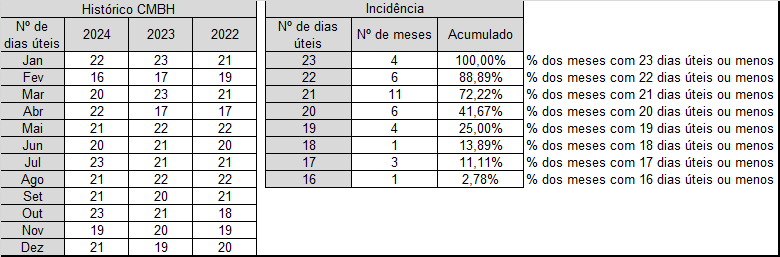 Histórico CMBH
Nº de dias úteis 2024 2023 2022
Jan 22 23 21
Fev 16 17 19
Mar 20 23 21
Abr 22 17 17
Mai 21 22 22
Jun 20 21 20
Jul 23 21 21
Ago 21 22 22
Set 21 20 21
Out 23 21 18
Nov 19 20 19
Dez 21 19 20
Incidência
Nº de dias úteis Nº de meses Acumulado
23 4 100,00% % dos meses com 23 dias úteis ou menos
22 6 88,89% % dos meses com 22 dias úteis ou menos
21 11 72,22% % dos meses com 21 dias úteis ou menos
20 6 41,67% % dos meses com 20 dias úteis ou menos
19 4 25,00% % dos meses com 19 dias úteis ou menos
18 1 13,89% % dos meses com 18 dias úteis ou menos
17 3 11,11% % dos meses com 17 dias úteis ou menos
16 1 2,78% % dos meses com 16 dias úteis ou menos